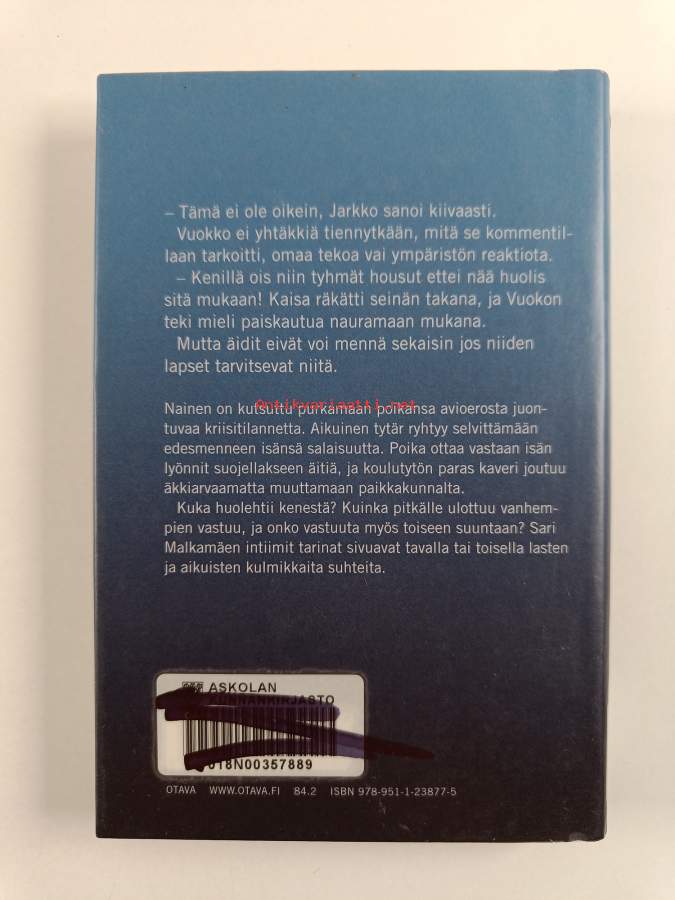 – Tämä ei ole oikein, Jarkko sanoi kiivaasti.
Vuokko ei yhtäkkiä tiennytkään, mitä se kommentil-
laan tarkoitti, omaa tekoa vai ympäristön reaktiota.
– Kenillä ois niin tyhmät housut ettei nää huolis
sitä mukaan! Kaisa räkätti seinän takana, ja Vuokon
teki mieli paiskautua nauramaan mukana.
Mutta äidit eivät voi mennä sekaisin jos niiden
lapset tarvitsevat niitä.
Antikvariaatti.net
Nainen on kutsuttu purkamaan poikansa avioerosta juon-
tuvaa kriisitilannetta. Aikuinen tytär ryhtyy selvittämään
edesmenneen isänsä salaisuutta. Poika ottaa vastaan isän
lyönnit suojellakseen äitiä, ja koulutytön paras kaveri joutuu
äkkiarvaamatta muuttamaan paikkakunnalta.
Kuka huolehtii kenestä? Kuinka pitkälle ulottuu vanhem-
pien vastuu, ja onko vastuuta myös toiseen suuntaan? Sari
Malkamäen intiimit tarinat sivuavat tavalla tai toisella lasten
ja aikuisten kulmikkaita suhteita.
ASKOLAN
018N00357889
OTAVA WWW.OTAVA.FI 84.2 ISBN 978-951-1-23877-5